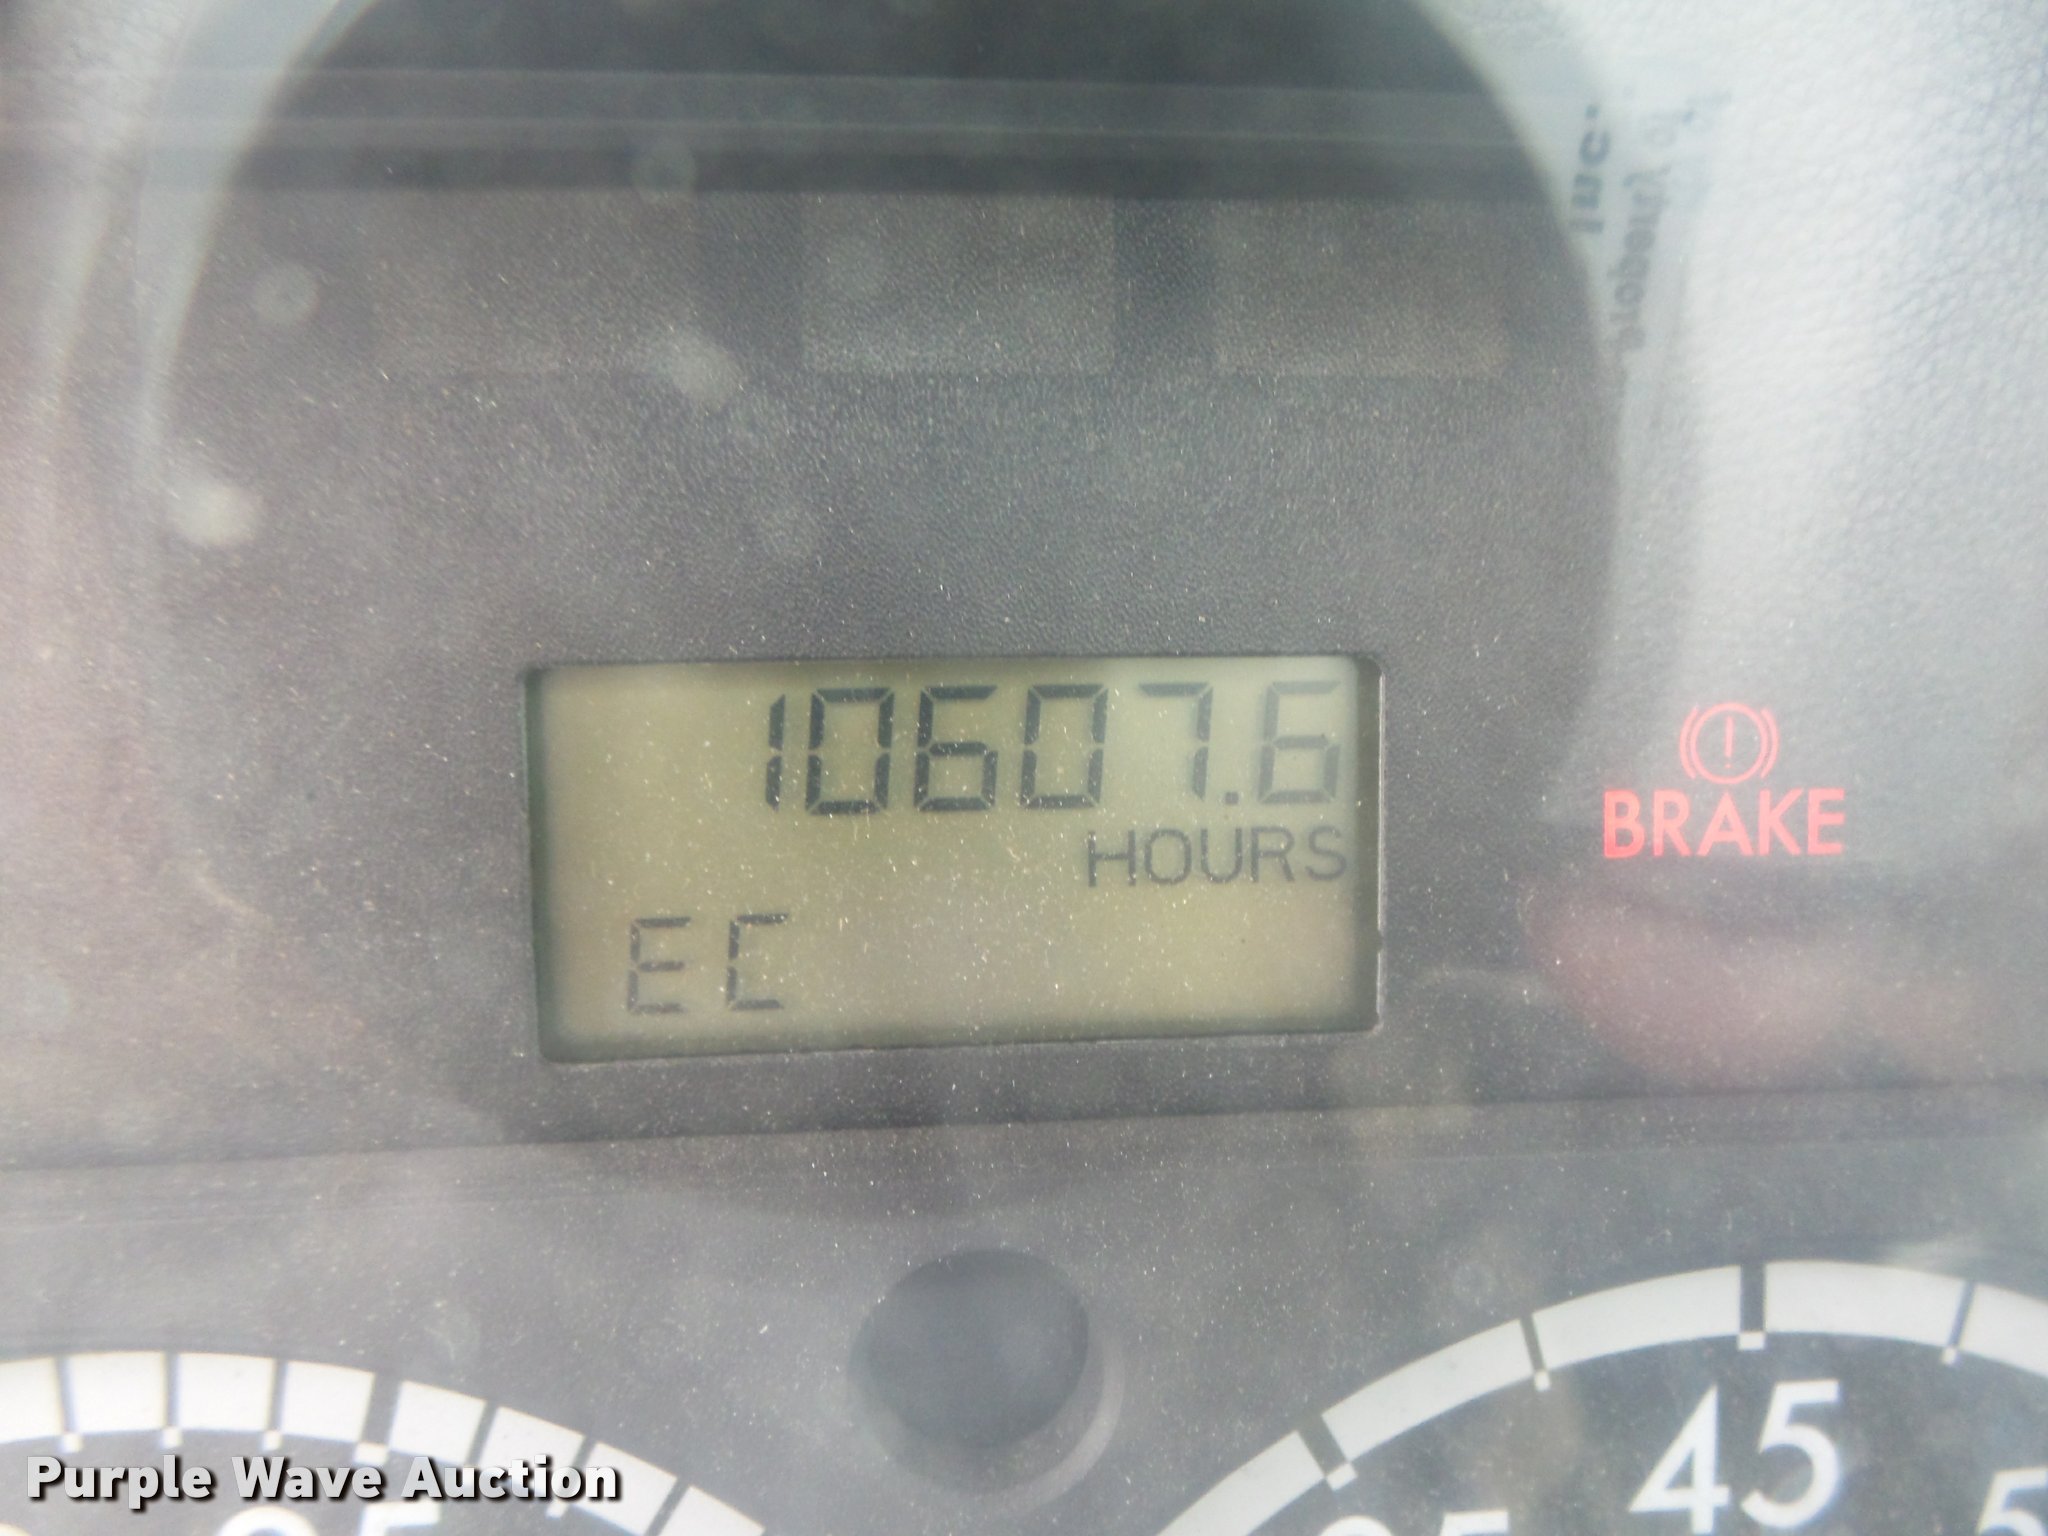 10607.6
HOURS
EC
BRAKE
45
Purple Wave Auction